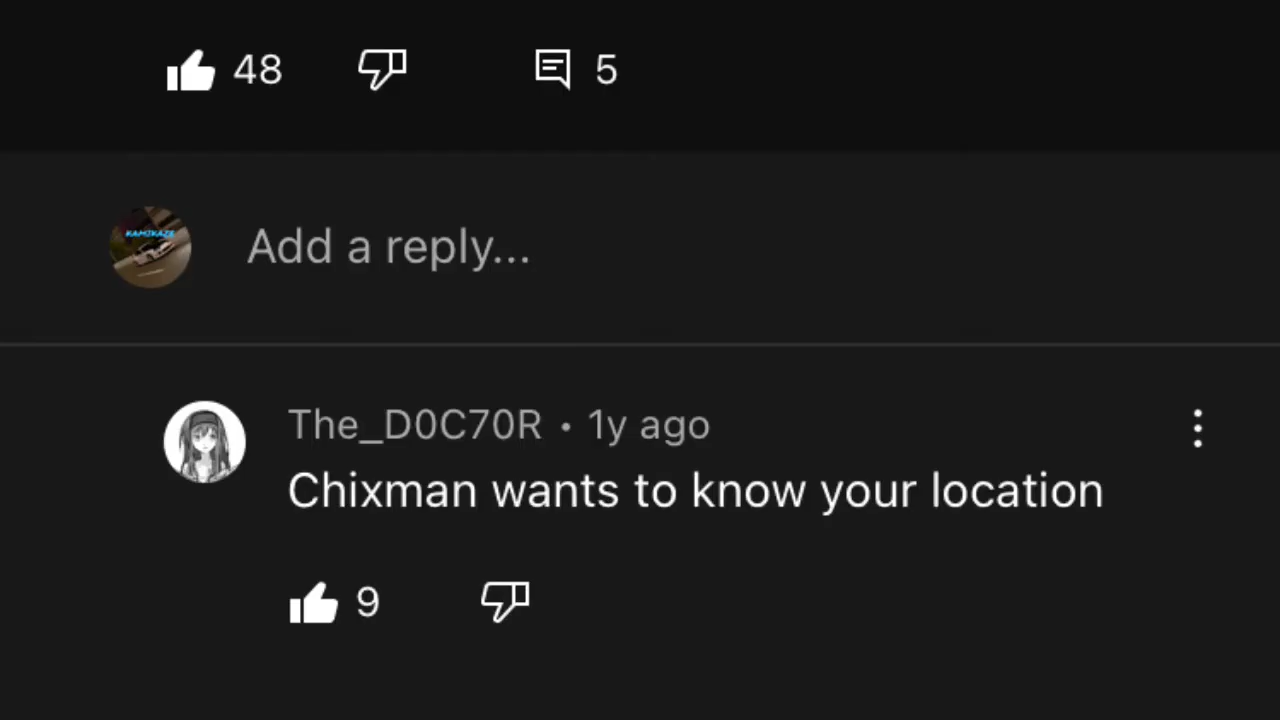 48 5
KAMIKAZE
Add a reply...
The_D0C70R • 1y ago
Chixman wants to know your location
9